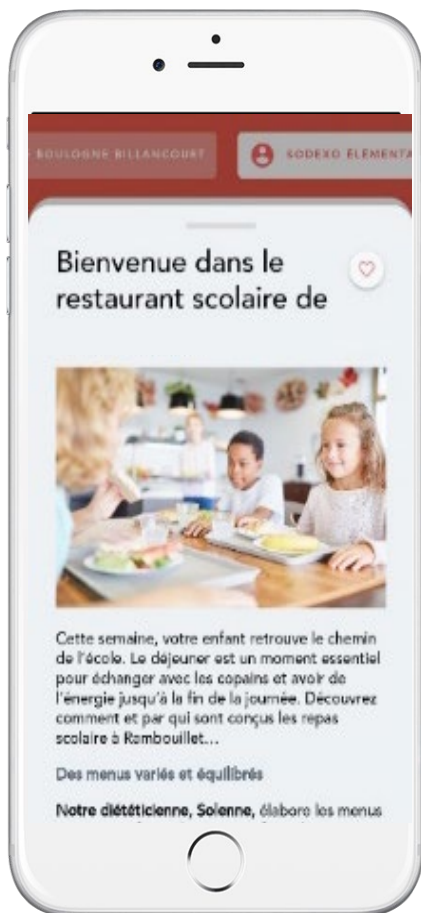 BOULOGNE BILLANCOURT
SODEXO ÉLÉMENTA
Bienvenue dans le
restaurant scolaire de
Cette semaine, votre enfant retrouve le chemin
de l'école. Le déjeuner est un moment essentiel
pour échanger avec les copains et avoir de
l'énergie jusqu'à la fin de la journée. Découvrez
comment et par qui sont conçus les repas
scolaire à Rambouillet...
Des menus variés et équilibrés
Notre diététicienne, Solenne, élabore les menus